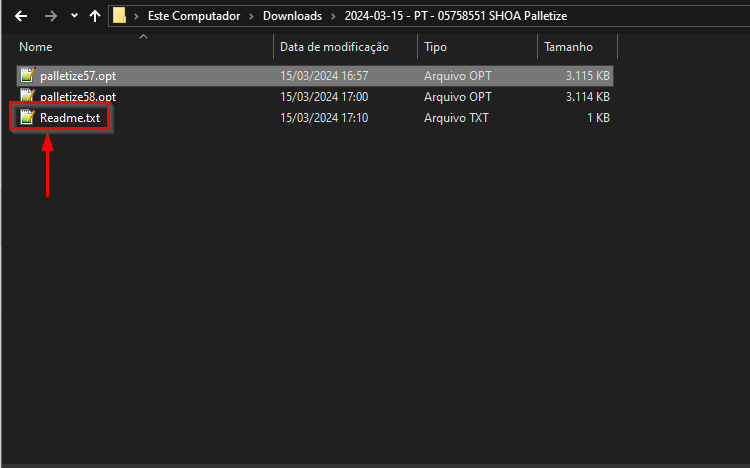 Este Computador > Downloads > 2024-03-15 - PT - 05758551 SHOA Palletize
Nome Data de modificação Tipo Tamanho
palletize57.opt 15/03/2024 16:57 Arquivo OPT 3.115 KB
palletize58.opt 15/03/2024 17:00 Arquivo OPT 3.114 KB
Readme.txt 15/03/2024 17:10 Arquivo TXT 1 KB